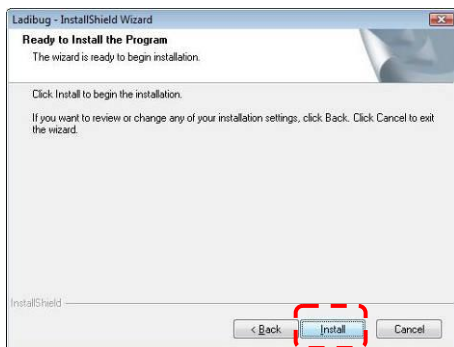 Ladibug - InstallShield Wizard
Ready to Install the Program
The wizard is ready to begin installation.
Click Install to begin the installation.
If you want to review or change any of your installation settings, click Back. Click Cancel to exit
the wizard.
InstallShield
< Back Install Cancel